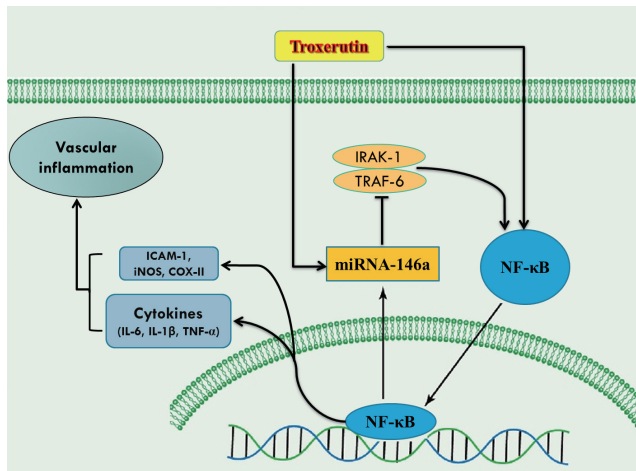 Troxerutin
Vascular
inflammation
IRAK-1
TRAF-6
ICAM-1,
iNOS, COX-II
miRNA-146a
NF-κB
Cytokines
(IL-6, IL-1β, TNF-α)
NF-κB